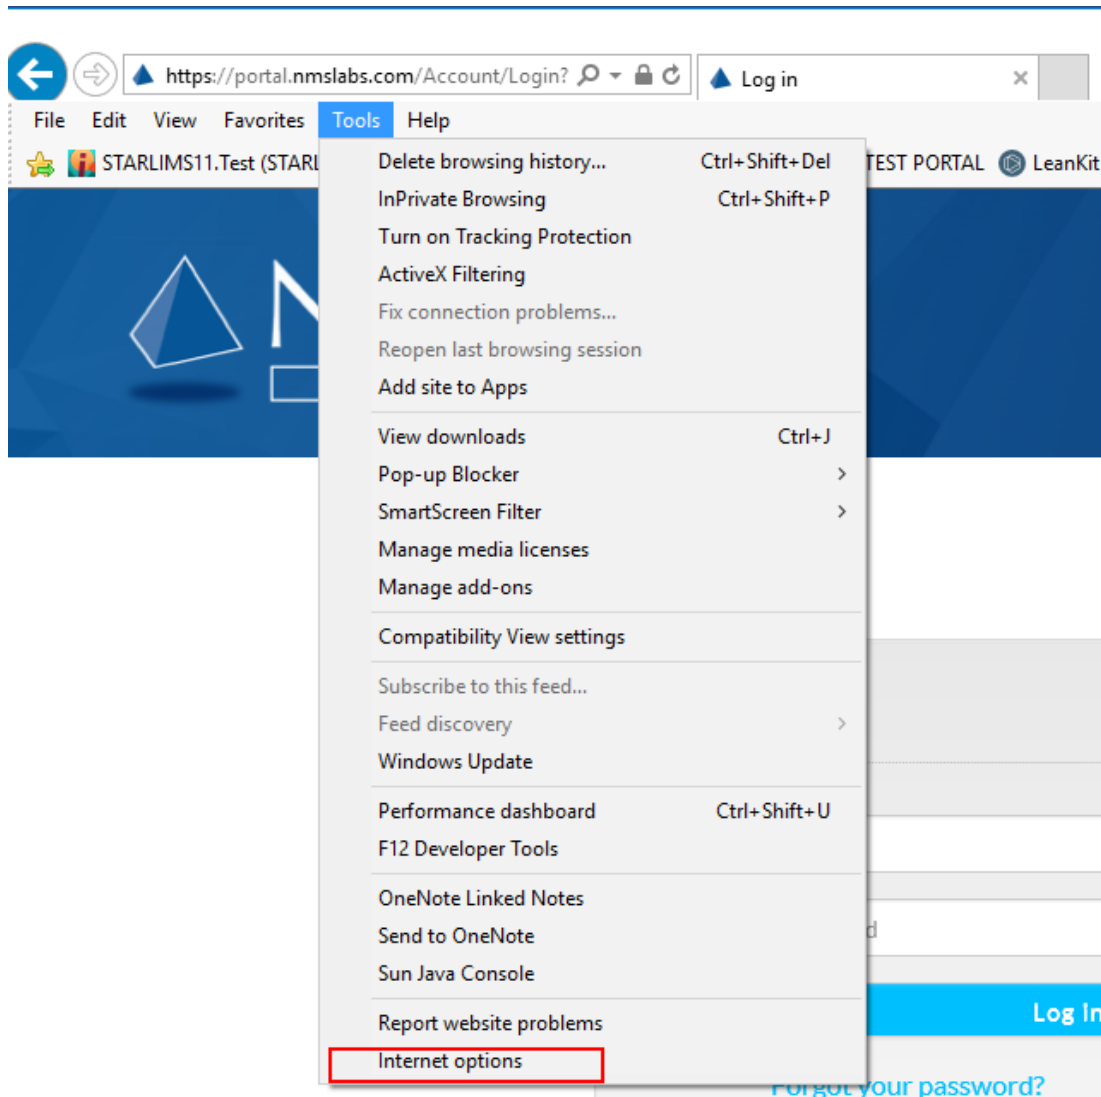 https://portal.nmslabs.com/Account/Login?
Log in
File Edit View Favorites Tools Help
STARLIMS11.Test (STARL
TEST PORTAL
LeanKit
N
Delete browsing history... Ctrl+Shift+Del
InPrivate Browsing Ctrl+Shift+P
Turn on Tracking Protection
ActiveX Filtering
Fix connection problems...
Reopen last browsing session
Add site to Apps
View downloads Ctrl+J
Pop-up Blocker
SmartScreen Filter
Manage media licenses
Manage add-ons
Compatibility View settings
Subscribe to this feed...
Feed discovery
Windows Update
Performance dashboard Ctrl+Shift+U
F12 Developer Tools
OneNote Linked Notes
Send to OneNote
Sun Java Console
Report website problems
Internet options
d
Log in
Forgot your password?